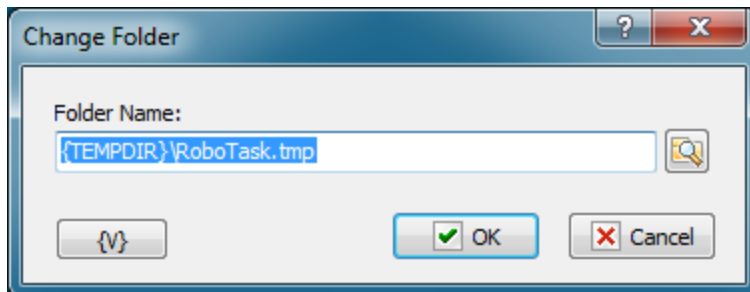 Change Folder
?
Folder Name:
{TEMPDIR}\RoboTask.tmp
{V}
OK
Cancel